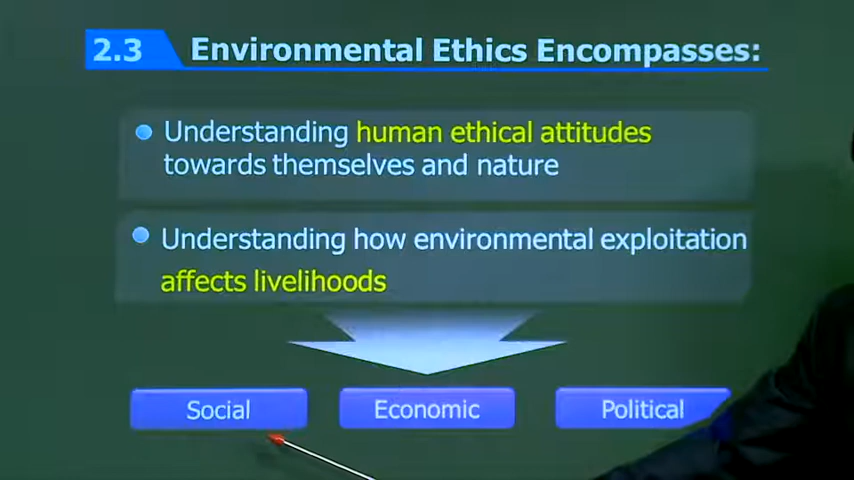 2.3 Environmental Ethics Encompasses:
Understanding human ethical attitudes
towards themselves and nature
Understanding how environmental exploitation
affects livelihoods
Social
Economic
Political